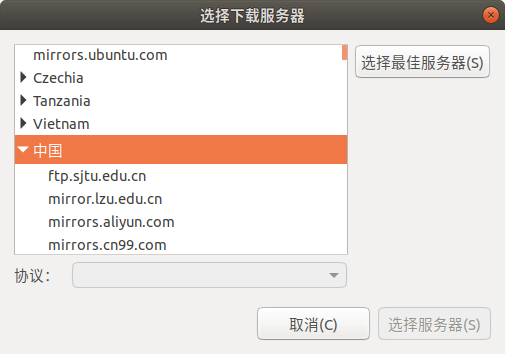 选择下载服务器
mirrors.ubuntu.com
选择最佳服务器(S)
Czechia
Tanzania
Vietnam
中国
ftp.sjtu.edu.cn
mirror.lzu.edu.cn
mirrors.aliyun.com
mirrors.cn99.com
协议：
取消(C)
选择服务器(S)